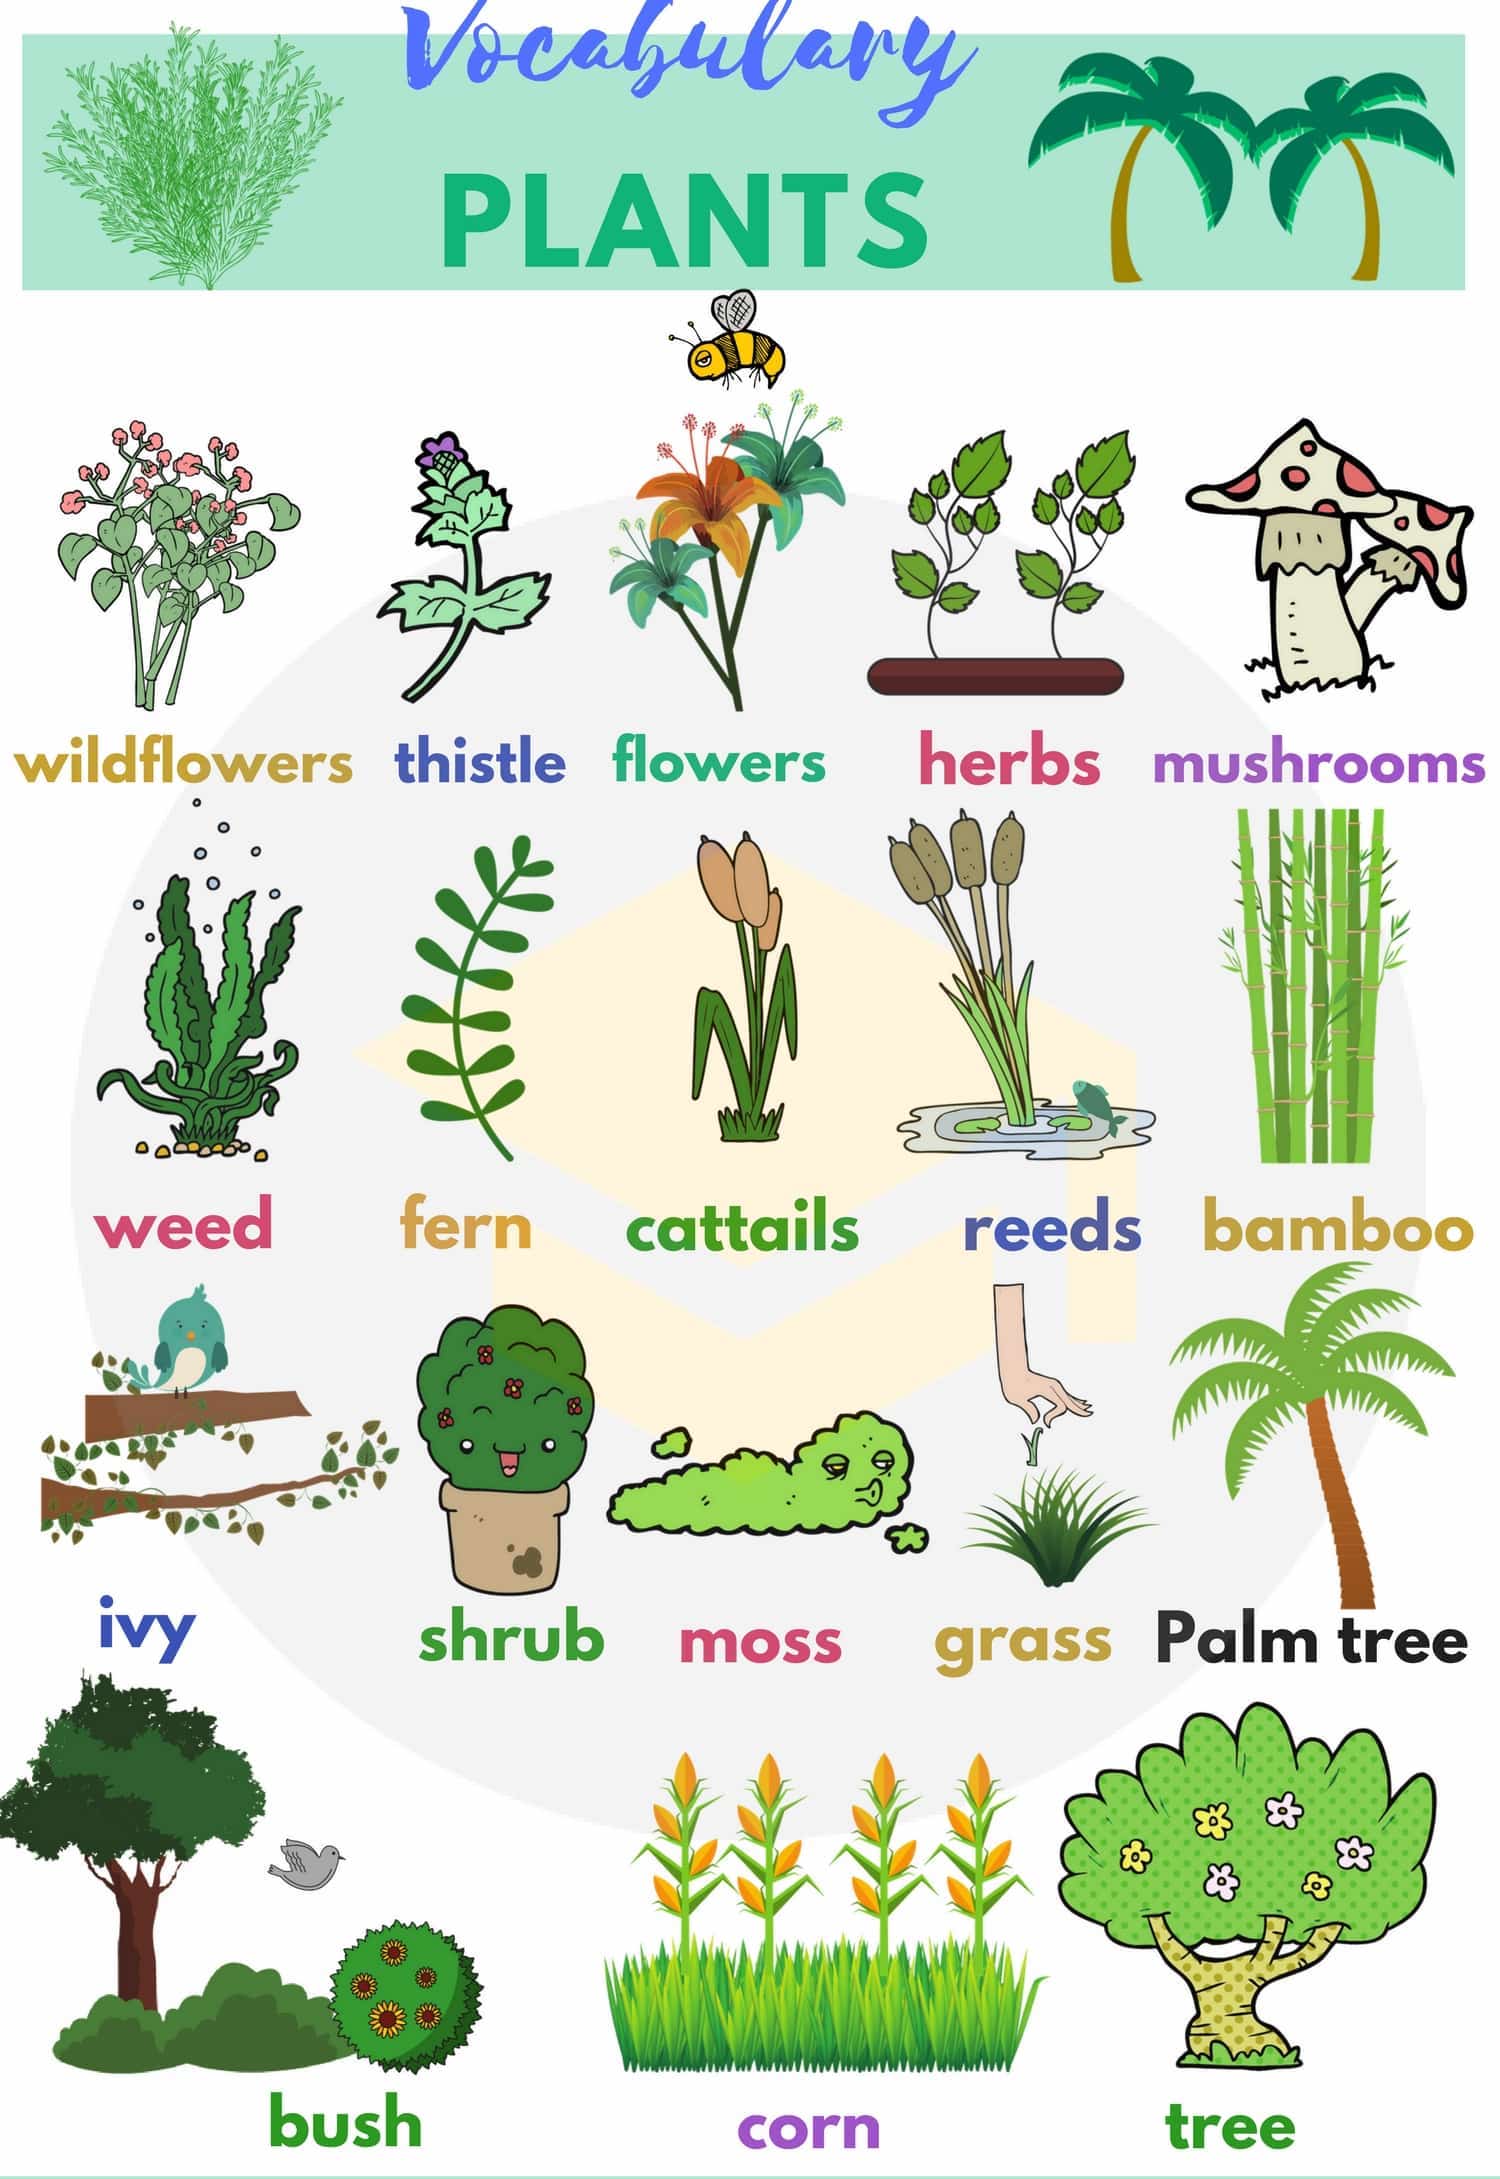 Vocabulary
PLANTS
wildflowers thistle flowers herbs mushrooms
weed fern cattails reeds bamboo
ivy shrub moss grass Palm tree
bush corn tree